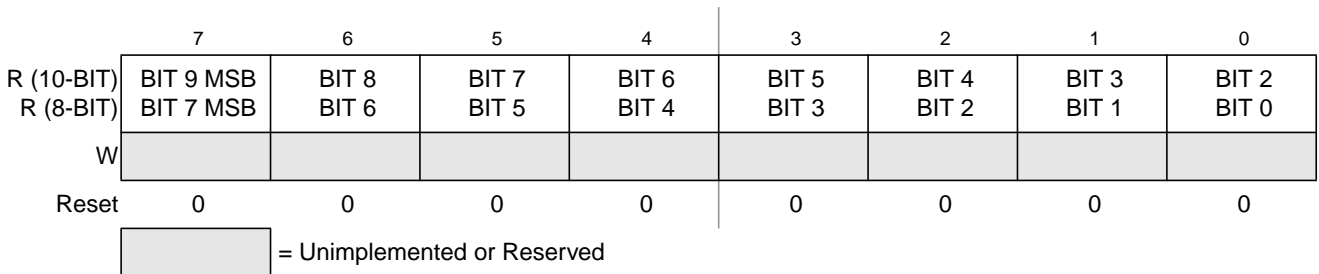 7 6 5 4 3 2 1 0
R (10-BIT) BIT 9 MSB BIT 8 BIT 7 BIT 6 BIT 5 BIT 4 BIT 3 BIT 2
R (8-BIT) BIT 7 MSB BIT 6 BIT 5 BIT 4 BIT 3 BIT 2 BIT 1 BIT 0
W
Reset 0 0 0 0 0 0 0 0
= Unimplemented or Reserved